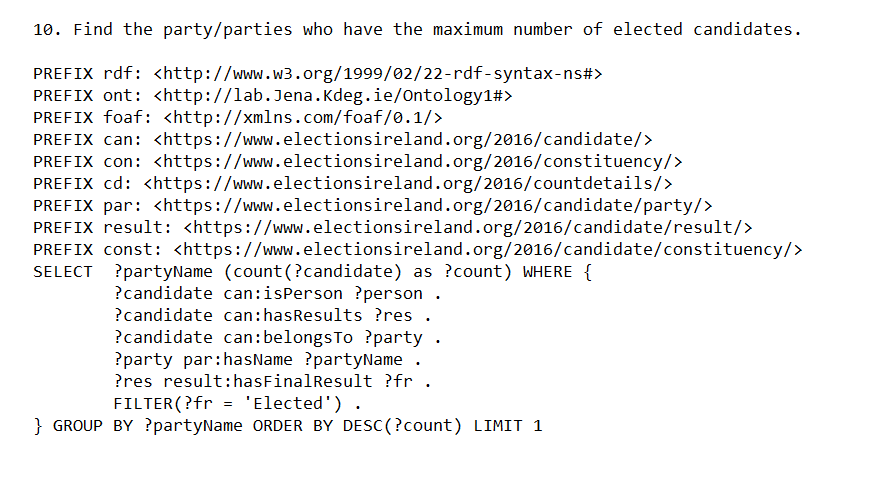 10. Find the party/parties who have the maximum number of elected candidates.
PREFIX rdf: <http://www.w3.org/1999/02/22-rdf-syntax-ns#>
PREFIX ont: <http://lab.Jena.Kdeg.ie/Ontology1#>
PREFIX foaf: <http://xmlns.com/foaf/0.1/>
PREFIX can: <https://www.electionsireland.org/2016/candidate/>
PREFIX con: <https://www.electionsireland.org/2016/constituency/>
PREFIX cd: <https://www.electionsireland.org/2016/countdetails/>
PREFIX par: <https://www.electionsireland.org/2016/candidate/party/>
PREFIX result: <https://www.electionsireland.org/2016/candidate/result/>
PREFIX const: <https://www.electionsireland.org/2016/candidate/constituency/>
SELECT  ?partyName (count(?candidate) as ?count) WHERE {
        ?candidate can:isPerson ?person .
        ?candidate can:hasResults ?res .
        ?candidate can:belongsTo ?party .
        ?party par:hasName ?partyName .
        ?res result:hasFinalResult ?fr .
        FILTER(?fr = 'Elected') .
} GROUP BY ?partyName ORDER BY DESC(?count) LIMIT 1